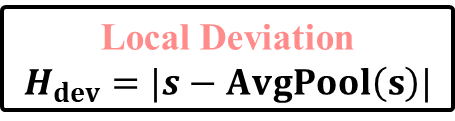 Local Deviation
H_dev = |s − AvgPool(s)|